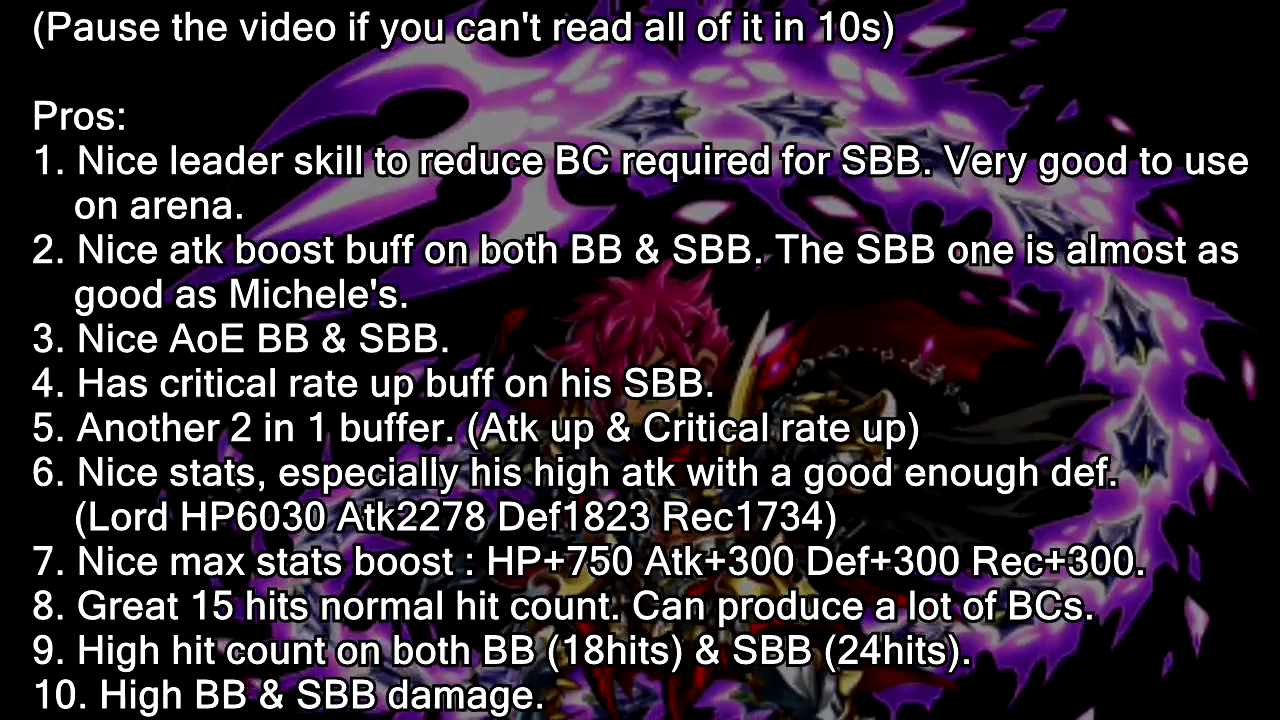 (Pause the video if you can't read all of it in 10s)
Pros:
1. Nice leader skill to reduce BC required for SBB. Very good to use
on arena.
2. Nice atk boost buff on both BB & SBB. The SBB one is almost as
good as Michele's.
3. Nice AoE BB & SBB.
4. Has critical rate up buff on his SBB.
5. Another 2 in 1 buffer. (Atk up & Critical rate up)
6. Nice stats, especially his high atk with a good enough def.
(Lord HP6030 Atk2278 Def1823 Rec1734)
7. Nice max stats boost : HP+750 Atk+300 Def+300 Rec+300.
8. Great 15 hits normal hit count. Can produce a lot of BCs.
9. High hit count on both BB (18hits) & SBB (24hits).
10. High BB & SBB damage.